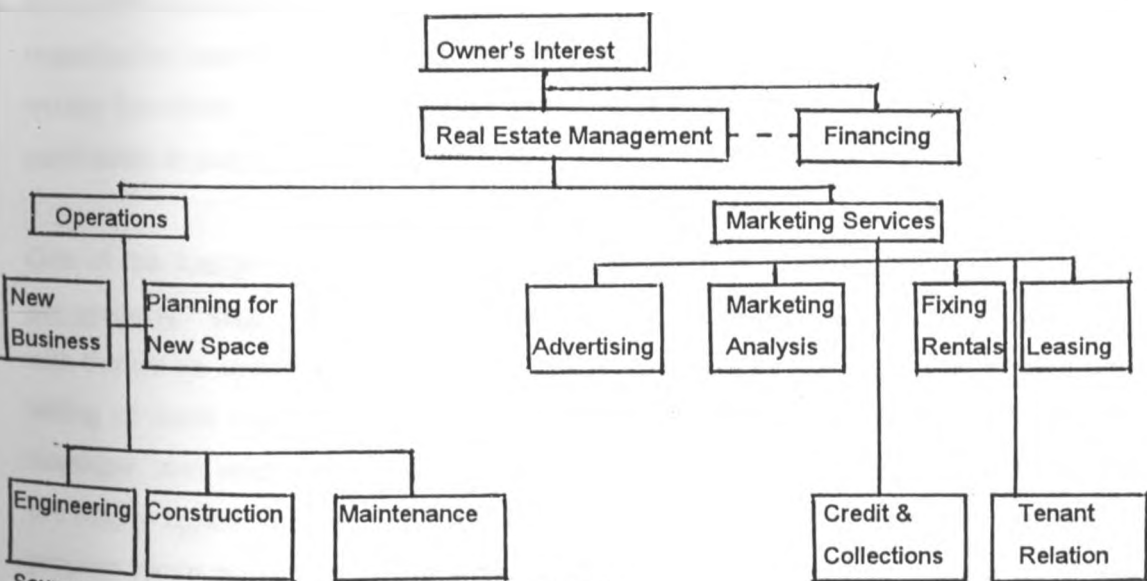 Owner's Interest
Real Estate Management
Financing
Operations
Marketing Services
New
Business
Planning for
New Space
Advertising
Marketing
Analysis
Fixing
Rentals
Leasing
Engineering
Construction
Maintenance
Credit &
Collections
Tenant
Relation